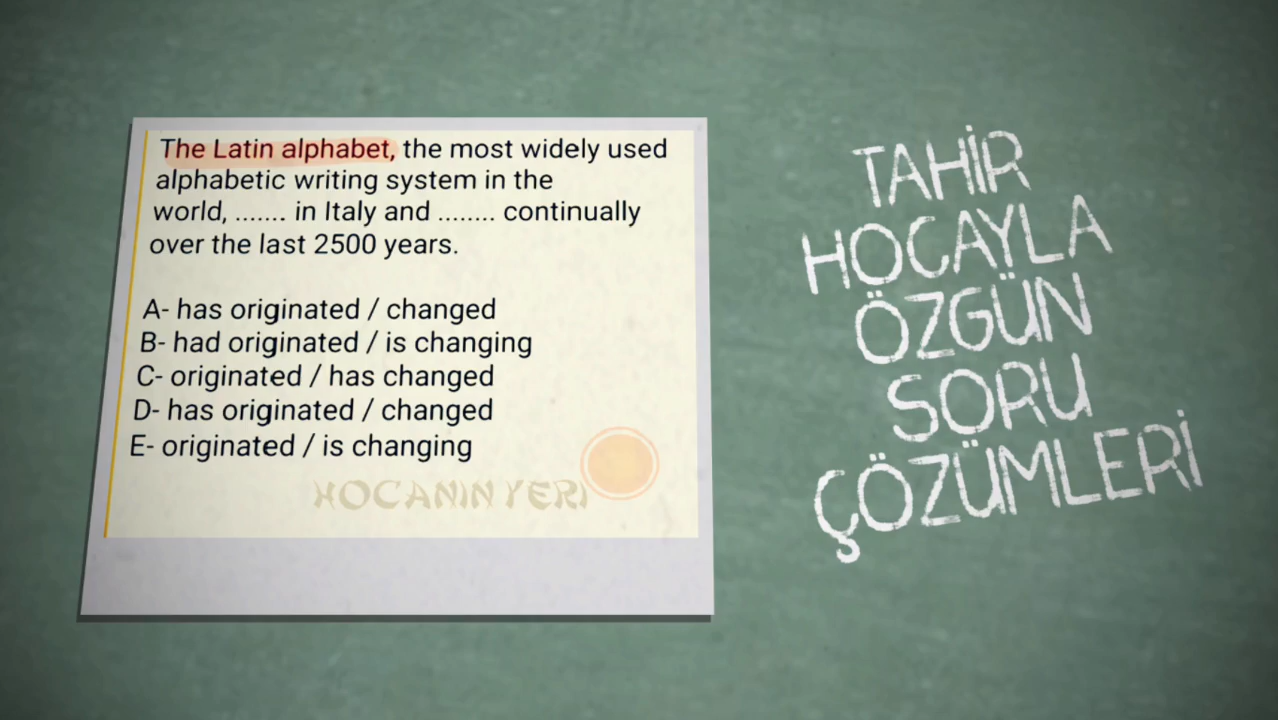 The Latin alphabet, the most widely used
alphabetic writing system in the
world, ....... in Italy and ........ continually
over the last 2500 years.
A- has originated / changed
B- had originated / is changing
C- originated / has changed
D- has originated / changed
E- originated / is changing
HOCANIN YERİ
TAHİR
HOCAYLA
ÖZGÜN
SORU
ÇÖZÜMLERİ